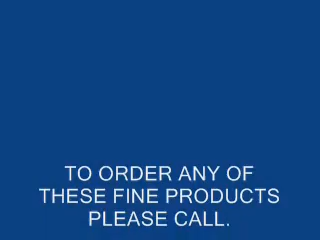 TO ORDER ANY OF
THESE FINE PRODUCTS
PLEASE CALL.